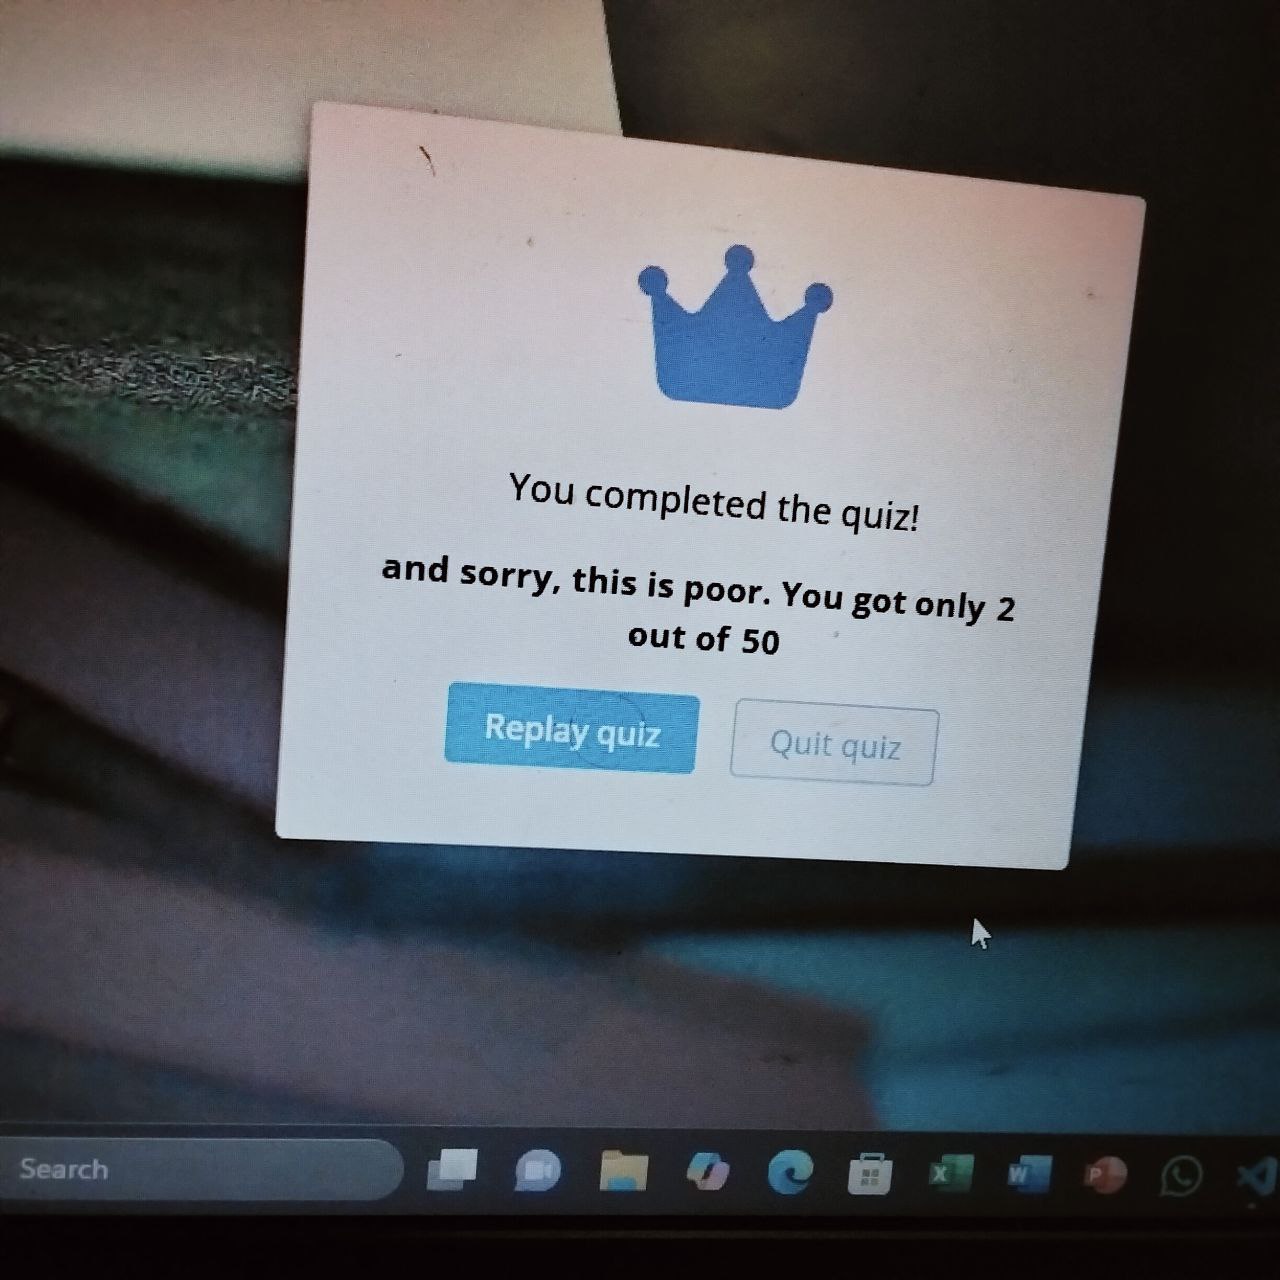 You completed the quiz!
and sorry, this is poor. You got only 2
out of 50
Replay quiz
Quit quiz
Search
X
W
P